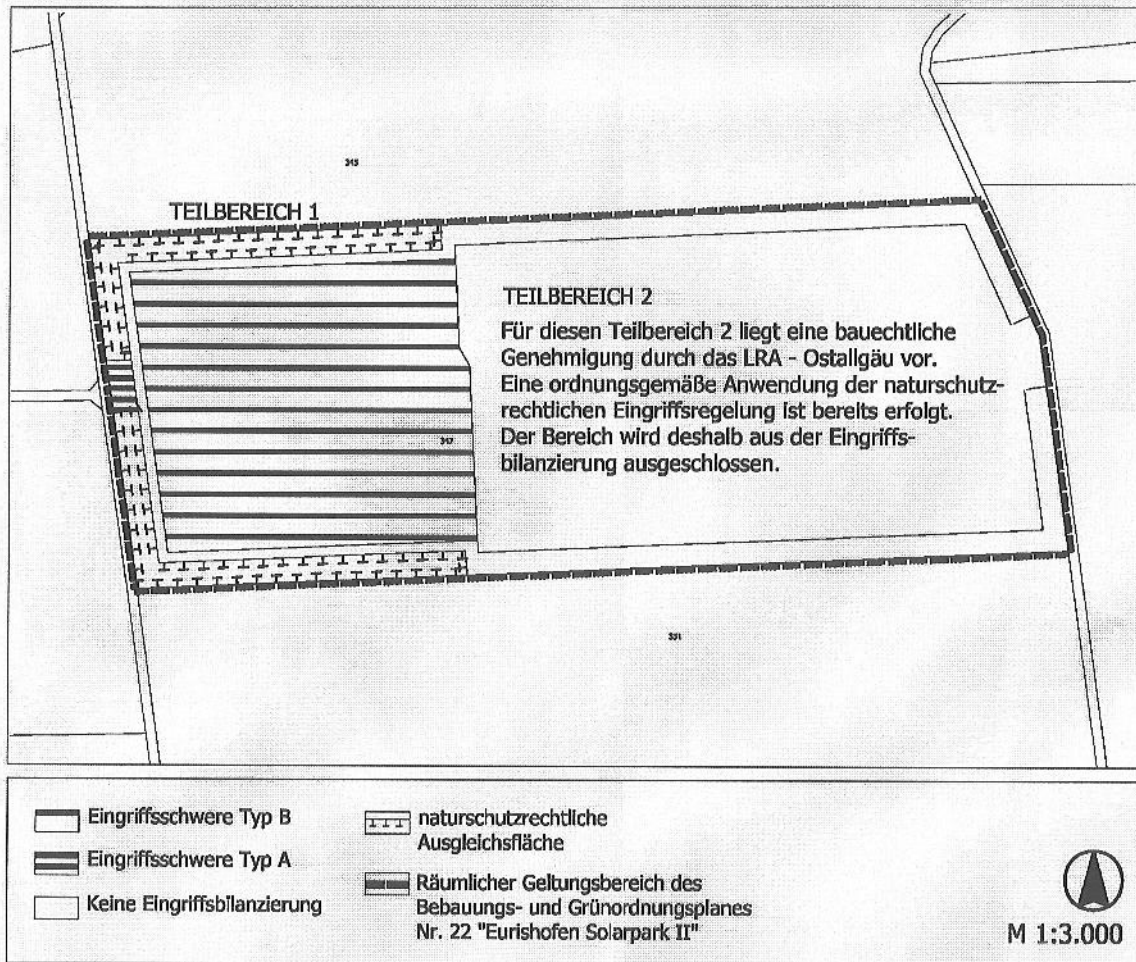 345
TEILBEREICH 1
TEILBEREICH 2
Für diesen Teilbereich 2 liegt eine bauechtliche
Genehmigung durch das LRA - Ostallgäu vor.
Eine ordnungsgemäße Anwendung der naturschutz-
rechtlichen Eingriffsregelung ist bereits erfolgt.
Der Bereich wird deshalb aus der Eingriffs-
bilanzierung ausgeschlossen.
347
351
Eingriffsschwere Typ B
Eingriffsschwere Typ A
Keine Eingriffsbilanzierung
naturschutzrechtliche
Ausgleichsfläche
Räumlicher Geltungsbereich des
Bebauungs- und Grünordnungsplanes
Nr. 22 "Eurishofen Solarpark II"
M 1:3.000